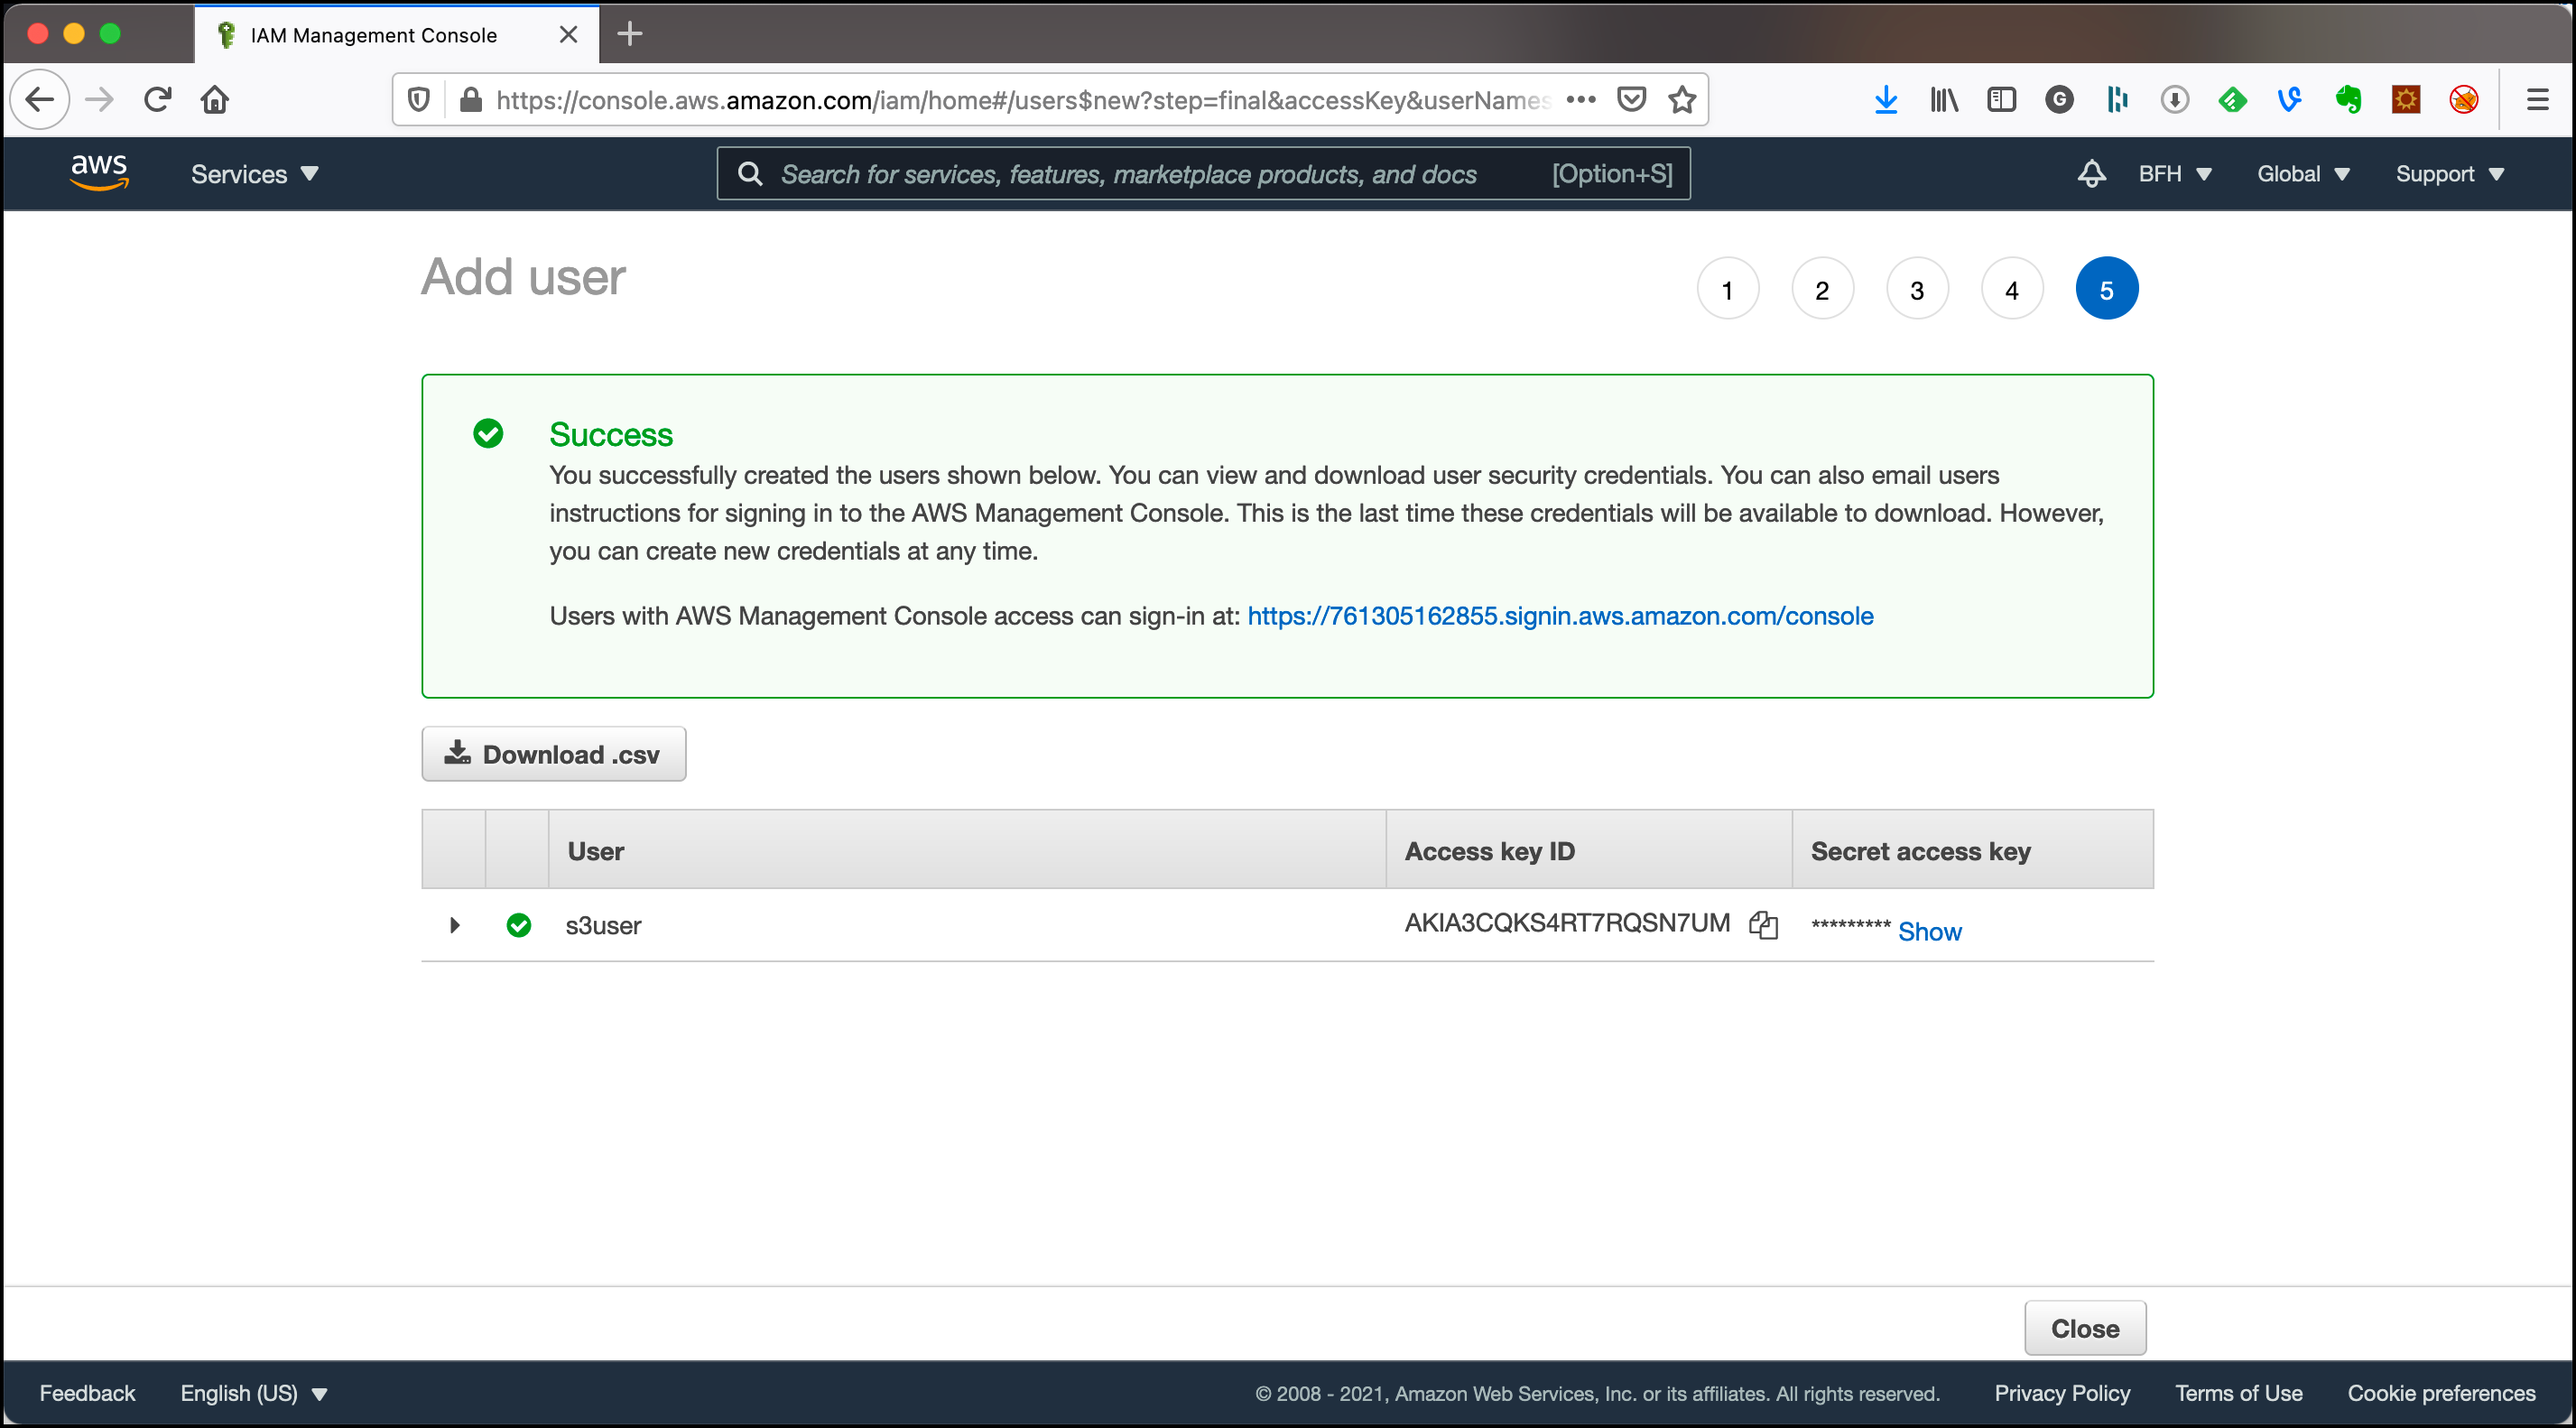 IAM Management Console
https://console.aws.amazon.com/iam/home#/users$new?step=final&accessKey&userNames
aws
Services
Search for services, features, marketplace products, and docs
[Option+S]
BFH
Global
Support
Add user
1
2
3
4
5
Success
You successfully created the users shown below. You can view and download user security credentials. You can also email users
instructions for signing in to the AWS Management Console. This is the last time these credentials will be available to download. However,
you can create new credentials at any time.
Users with AWS Management Console access can sign-in at: https://761305162855.signin.aws.amazon.com/console
Download .csv
User
Access key ID
Secret access key
s3user
AKIA3CQKS4RT7RQSN7UM
********* Show
Close
Feedback
English (US)
© 2008 - 2021, Amazon Web Services, Inc. or its affiliates. All rights reserved.
Privacy Policy
Terms of Use
Cookie preferences